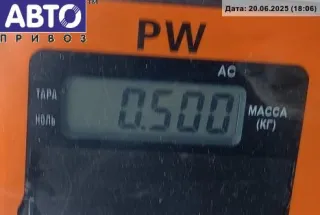 АВТО
ПРИВОЗ
Дата: 20.06.2025 (18:06)
PW
AC
ТАРА
НОЛЬ
0.500
МАССА
(КГ)